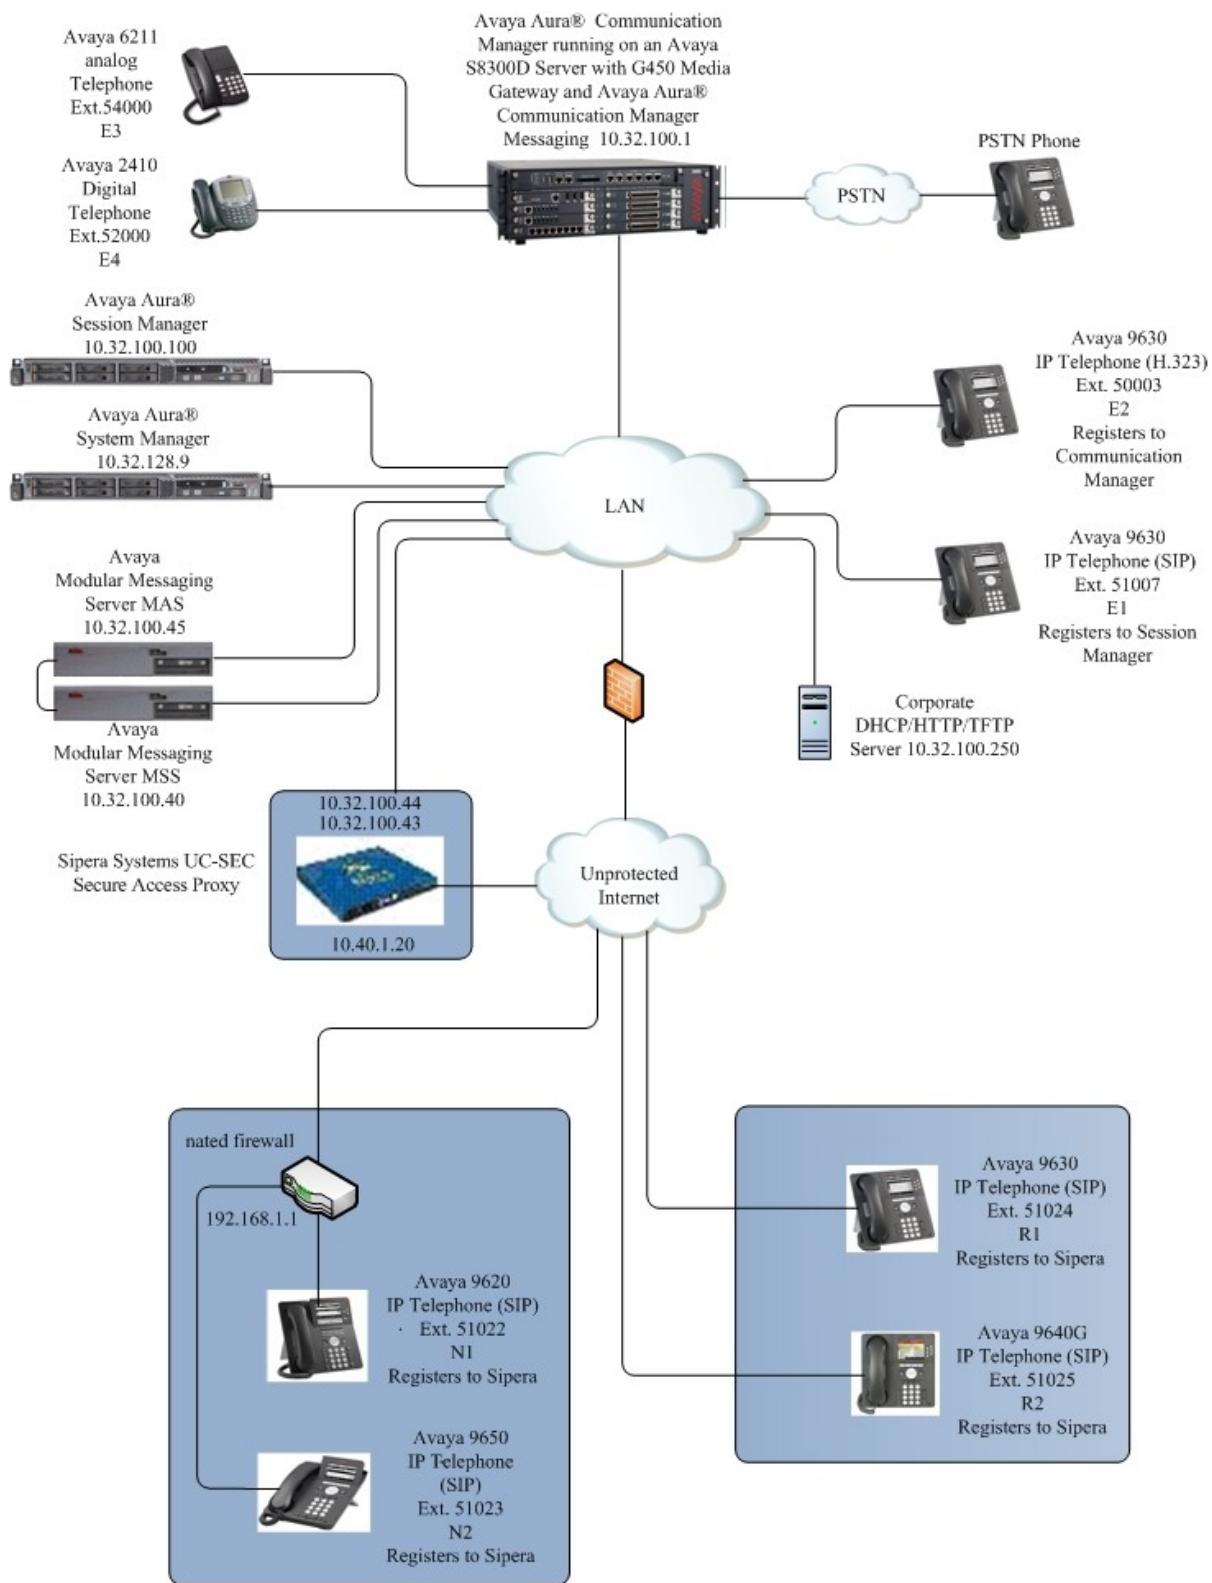 Avaya 6211
analog
Telephone
Ext.54000
E3
Avaya Aura® Communication
Manager running on an Avaya
S8300D Server with G450 Media
Gateway and Avaya Aura®
Communication Manager
Messaging 10.32.100.1
PSTN Phone
PSTN
Avaya 2410
Digital
Telephone
Ext.52000
E4
Avaya Aura®
Session Manager
10.32.100.100
Avaya Aura®
System Manager
10.32.128.9
LAN
Avaya 9630
IP Telephone (H.323)
Ext. 50003
E2
Registers to
Communication
Manager
Avaya 9630
IP Telephone (SIP)
Ext. 51007
E1
Registers to Session
Manager
Avaya
Modular Messaging
Server MAS
10.32.100.45
Avaya
Modular Messaging
Server MSS
10.32.100.40
Corporate
DHCP/HTTP/TFTP
Server 10.32.100.250
10.32.100.44
10.32.100.43
Sipera Systems UC-SEC
Secure Access Proxy
10.40.1.20
Unprotected
Internet
nated firewall
192.168.1.1
Avaya 9620
IP Telephone (SIP)
Ext. 51022
N1
Registers to Sipera
Avaya 9650
IP Telephone
(SIP)
Ext. 51023
N2
Registers to Sipera
Avaya 9630
IP Telephone (SIP)
Ext. 51024
R1
Registers to Sipera
Avaya 9640G
IP Telephone (SIP)
Ext. 51025
R2
Registers to Sipera